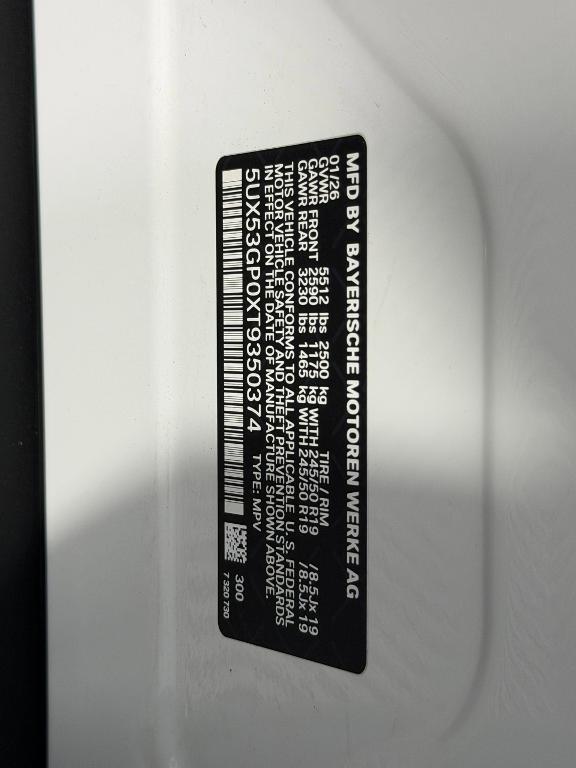 MFD BY BAYERISCHE MOTOREN WERKE AG
01/26 TIRE / RIM
GVWR 5512 lbs 2500 kg
GAWR FRONT 2590 lbs 1175 kg WITH 245/50 R19 /8.5Jx 19
GAWR REAR 3230 lbs 1465 kg WITH 245/50 R19 /8.5Jx 19
THIS VEHICLE CONFORMS TO ALL APPLICABLE U. S. FEDERAL
MOTOR VEHICLE SAFETY AND THEFT PREVENTION STANDARDS
IN EFFECT ON THE DATE OF MANUFACTURE SHOWN ABOVE.
5UX53GP0XT9350374 TYPE: MPV
300
7 320 730